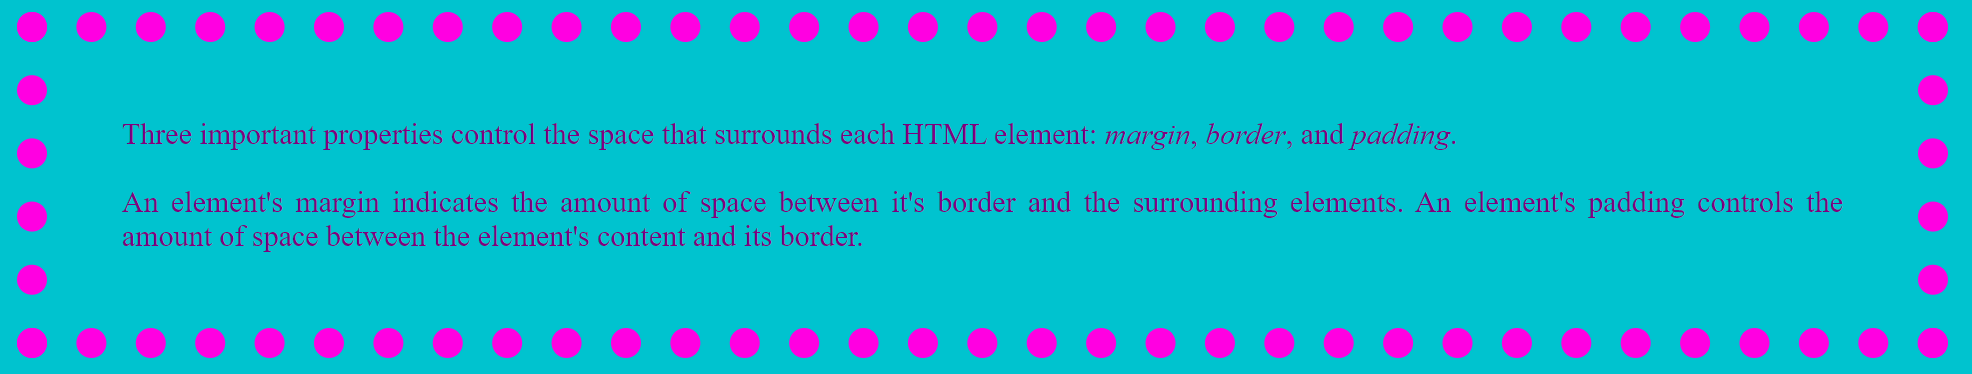 Three important properties control the space that surrounds each HTML element: margin, border, and padding.
An element's margin indicates the amount of space between it's border and the surrounding elements. An element's padding controls the
amount of space between the element's content and its border.